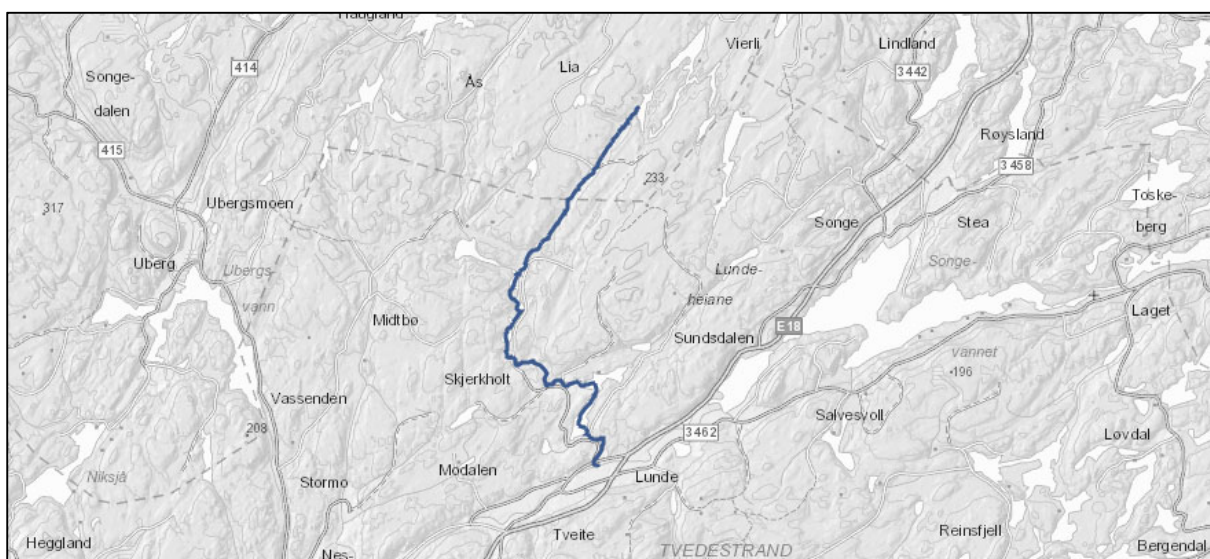 Haugland
Vierli
Lindland
414
Lia
Songe-
dalen
Ås
3442
Røysland
415
3458
233
Toske-
berg
317
Ubergsmoen
Songe
Stea
Uberg
Ubergs-
vann
Lunde-
heiane
Songe-
Midtbø
E 18
Laget
Sundsdalen
vannet
196
Skjerkholt
Vassenden
Salvesvoll
208
3462
Løvdal
Modalen
Niksjå
Stormo
Lunde
Heggland
Nes-
Tveite
TVEDESTRAND
Reinsfjell
Bergendal